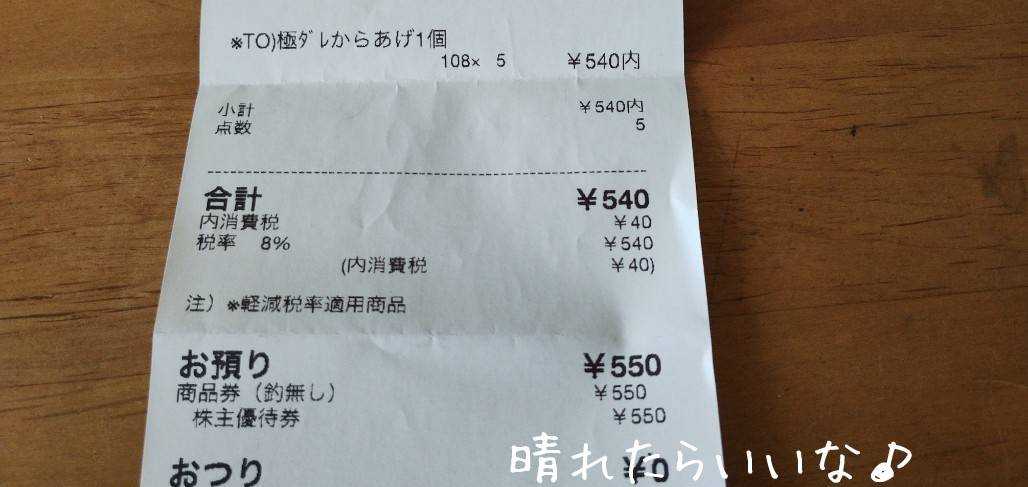 ※TO)極ﾀﾞﾚからあげ1個
108× 5 ¥540内
小計 ¥540内
点数 5
合計 ¥540
内消費税 ¥40
税率 8% ¥540
(内消費税 ¥40)
注) ※軽減税率適用商品
お預り ¥550
商品券(釣無し) ¥550
株主優待券 ¥550
おつり ¥0
晴れたらいいな♪